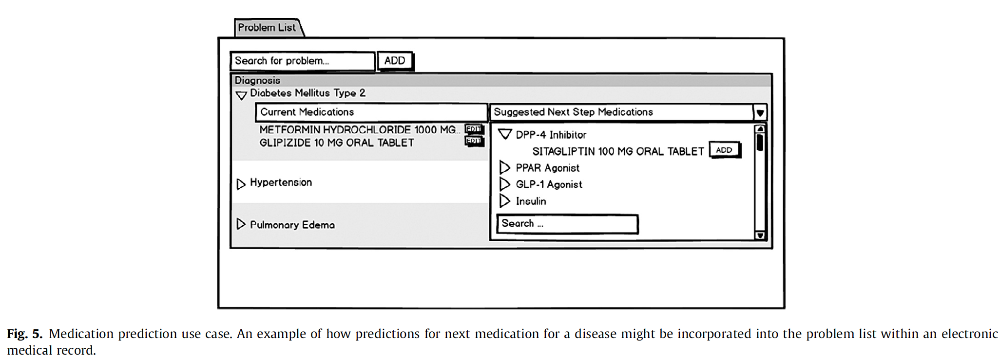 Problem List
Search for problem... ADD
Diagnosis
Diabetes Mellitus Type 2
Current Medications
METFORMIN HYDROCHLORIDE 1000 MG... EDIT
GLIPIZIDE 10 MG ORAL TABLET EDIT
Suggested Next Step Medications
DPP-4 Inhibitor
SITAGLIPTIN 100 MG ORAL TABLET ADD
PPAR Agonist
GLP-1 Agonist
Insulin
Search ...
Hypertension
Pulmonary Edema
Fig. 5. Medication prediction use case. An example of how predictions for next medication for a disease might be incorporated into the problem list within an electronic
medical record.